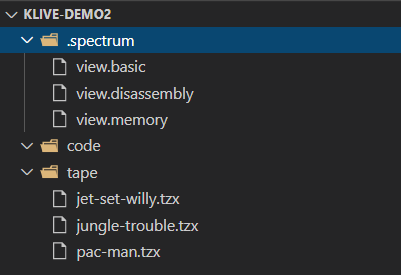 KLIVE-DEMO2
.spectrum
view.basic
view.disassembly
view.memory
code
tape
jet-set-willy.tzx
jungle-trouble.tzx
pac-man.tzx